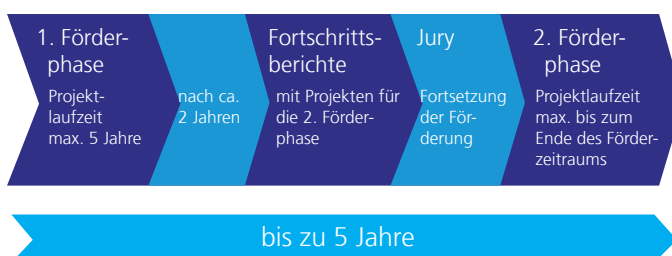 1. Förder-
phase
Projekt-
laufzeit
max. 5 Jahre
nach ca.
2 Jahren
Fortschritts-
berichte
mit Projekten für
die 2. Förder-
phase
Jury
Fortsetzung
der För-
derung
2. Förder-
phase
Projektlaufzeit
max. bis zum
Ende des Förder-
zeitraums
bis zu 5 Jahre